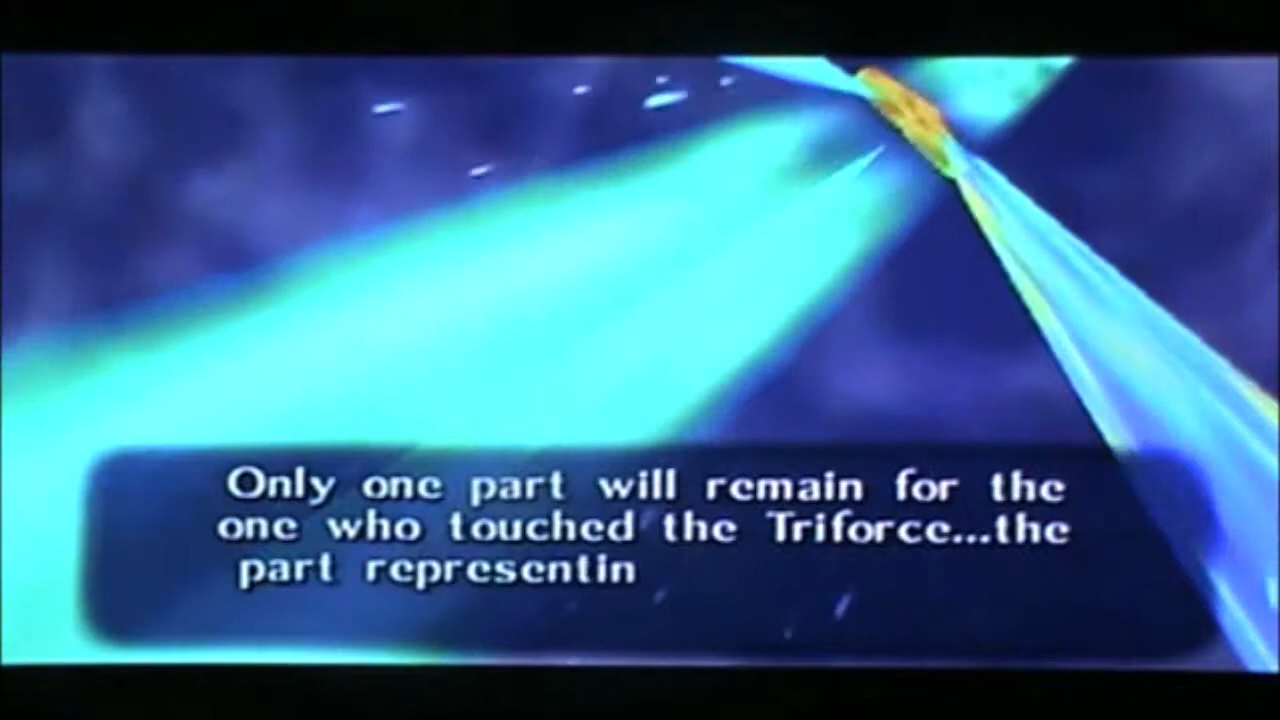 Only one part will remain for the
one who touched the Triforce...the
part representin